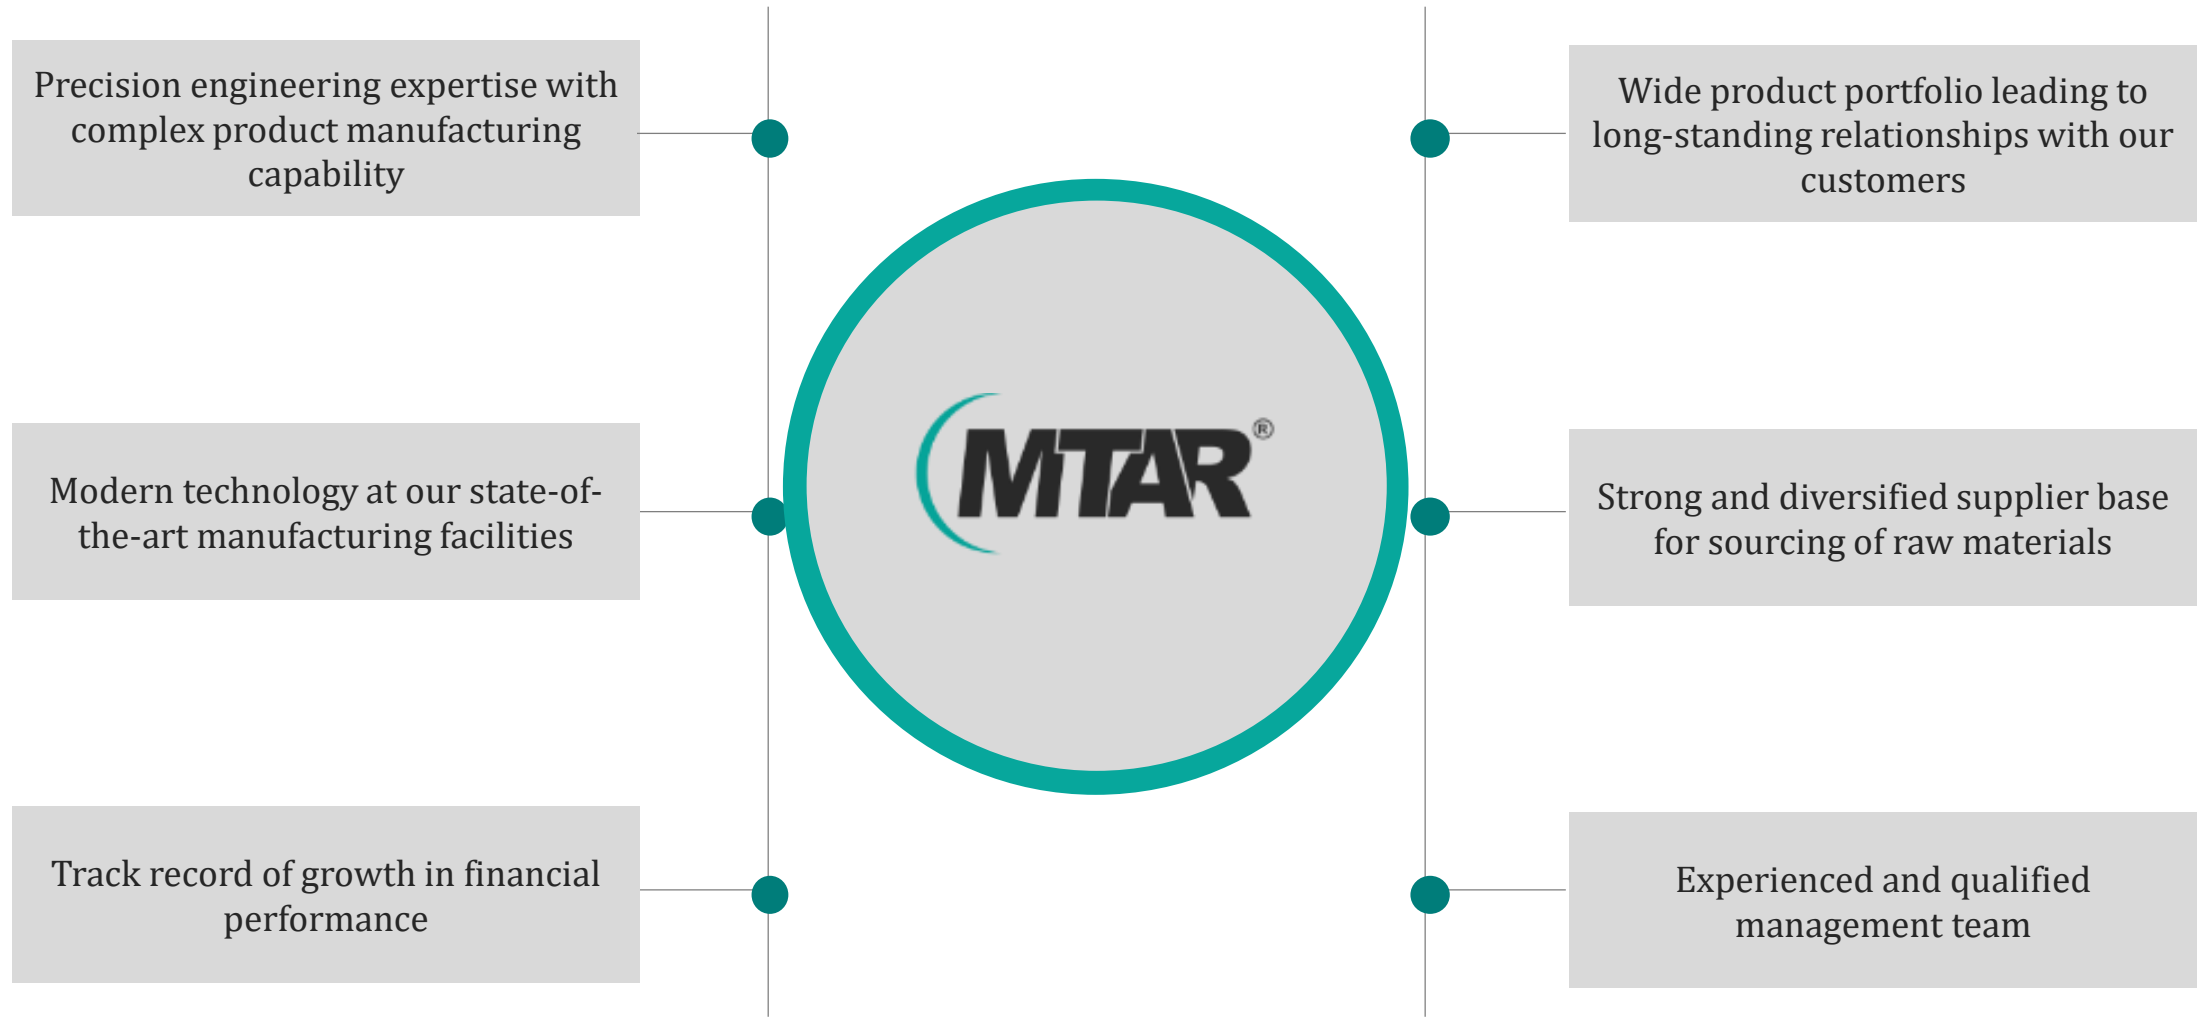 Precision engineering expertise with
complex product manufacturing
capability
Wide product portfolio leading to
long-standing relationships with our
customers
MTAR®
Modern technology at our state-of-
the-art manufacturing facilities
Strong and diversified supplier base
for sourcing of raw materials
Track record of growth in financial
performance
Experienced and qualified
management team